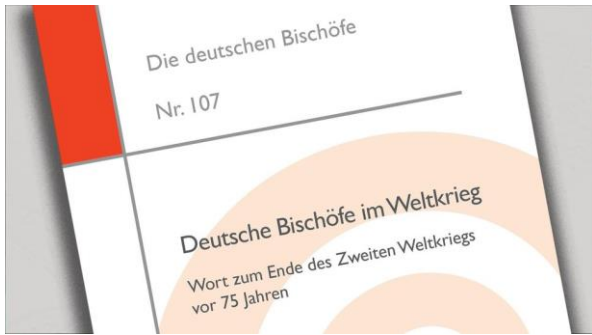 Die deutschen Bischöfe
Nr. 107
Deutsche Bischöfe im Weltkrieg
Wort zum Ende des Zweiten Weltkriegs
vor 75 Jahren